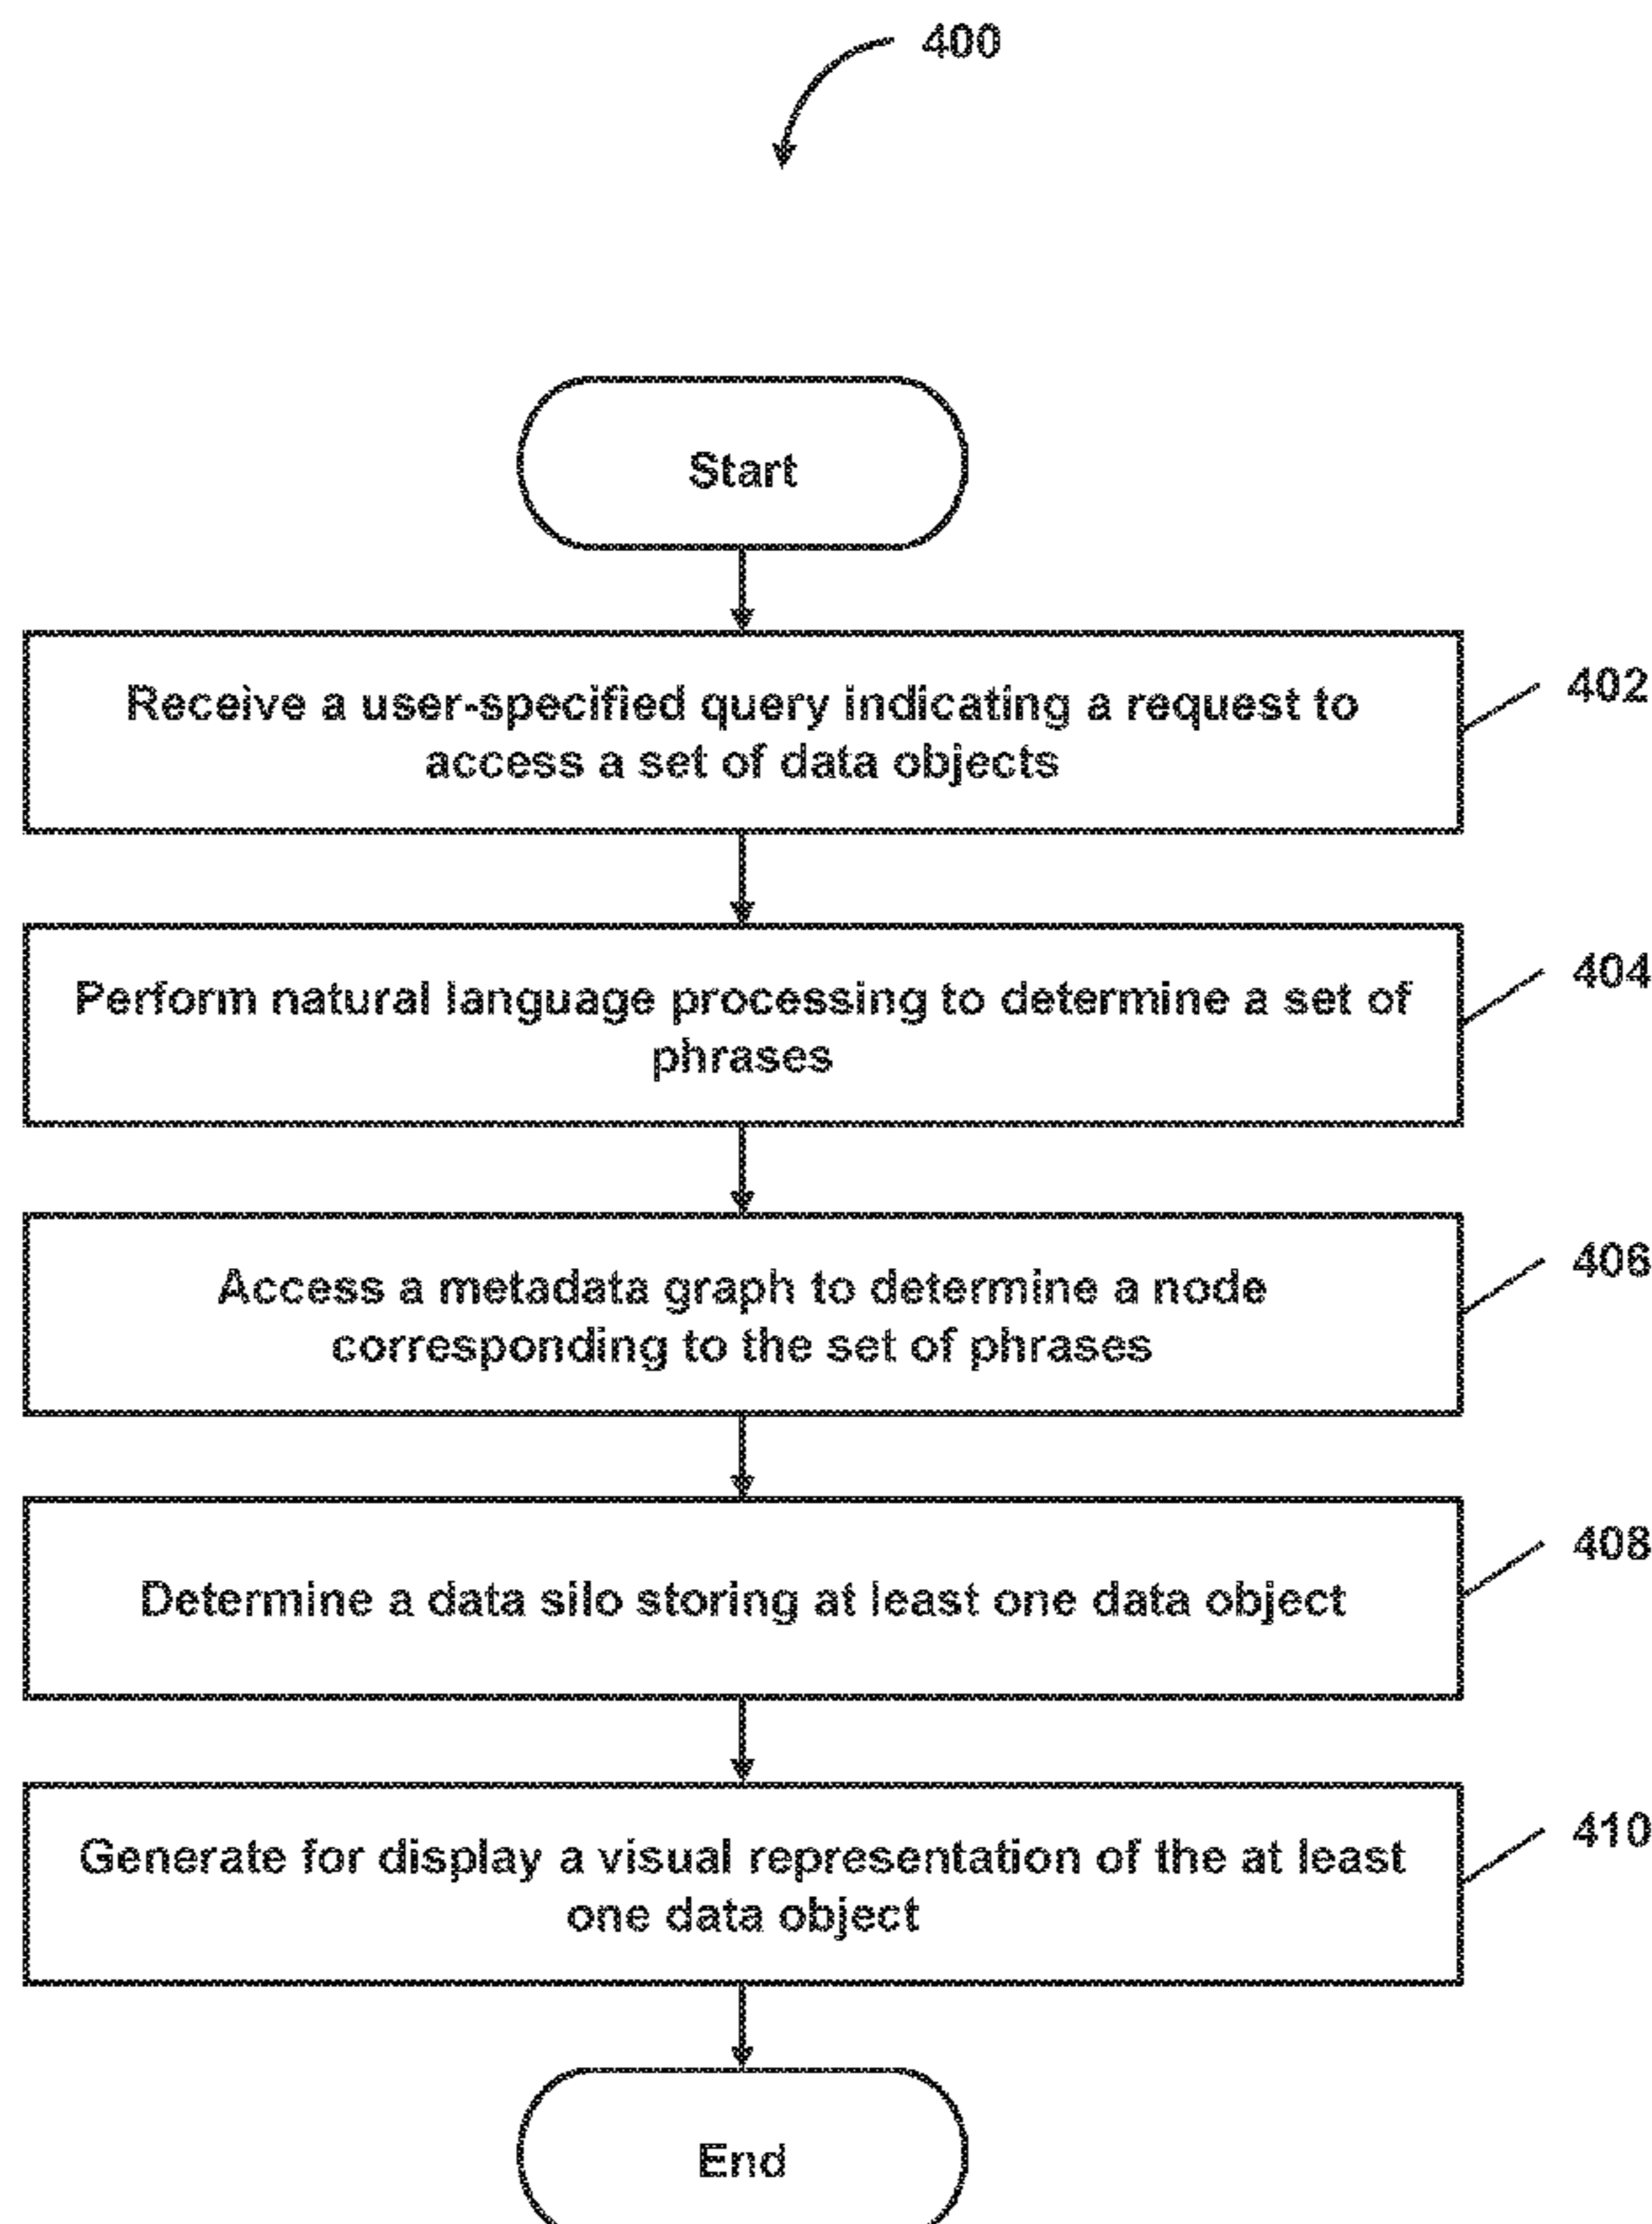 400
Start
Receive a user-specified query indicating a request to
access a set of data objects
402
Perform natural language processing to determine a set of
phrases
404
Access a metadata graph to determine a node
corresponding to the set of phrases
406
Determine a data silo storing at least one data object
408
Generate for display a visual representation of the at least
one data object
410
End